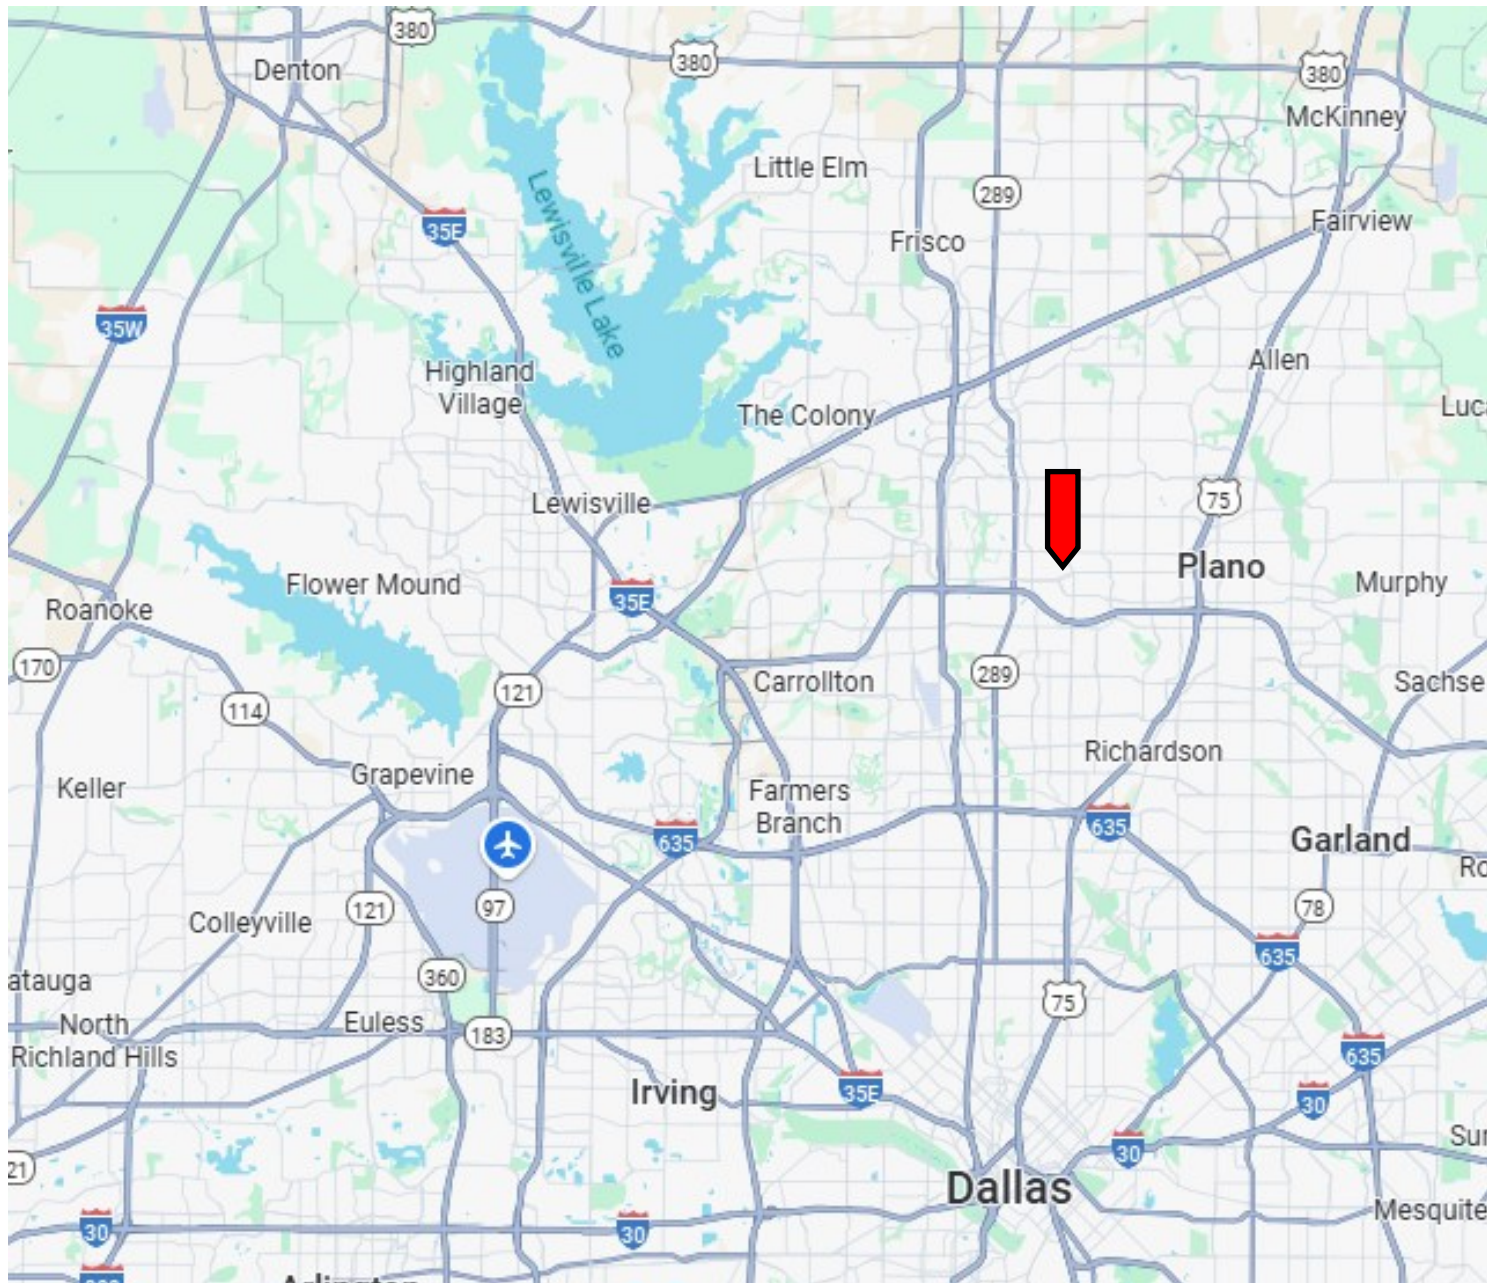 380
Denton
380
380
McKinney
Little Elm
289
Lewisville Lake
35E
Fairview
Frisco
35W
Allen
Highland
Village
Luca
The Colony
75
Lewisville
Plano
Flower Mound
Murphy
35E
Roanoke
170
289
Carrollton
Sachse
121
114
Richardson
Grapevine
Keller
Farmers
Branch
635
635
Garland
Ro
121
97
78
Colleyville
635
360
atauga
75
North
Richland Hills
Euless
183
635
Irving
35E
30
Sun
30
21
Dallas
Mesquite
30
30
Arlington